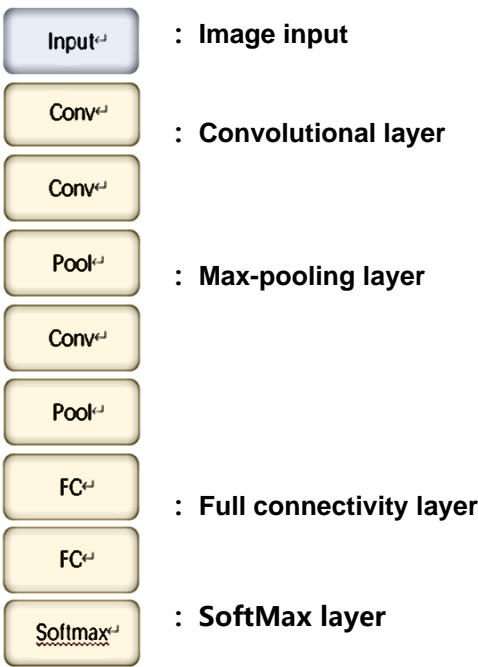 Input↵ : Image input
Conv↵
: Convolutional layer
Conv↵
Pool↵ : Max-pooling layer
Conv↵
Pool↵
FC↵
: Full connectivity layer
FC↵
Softmax↵ : SoftMax layer